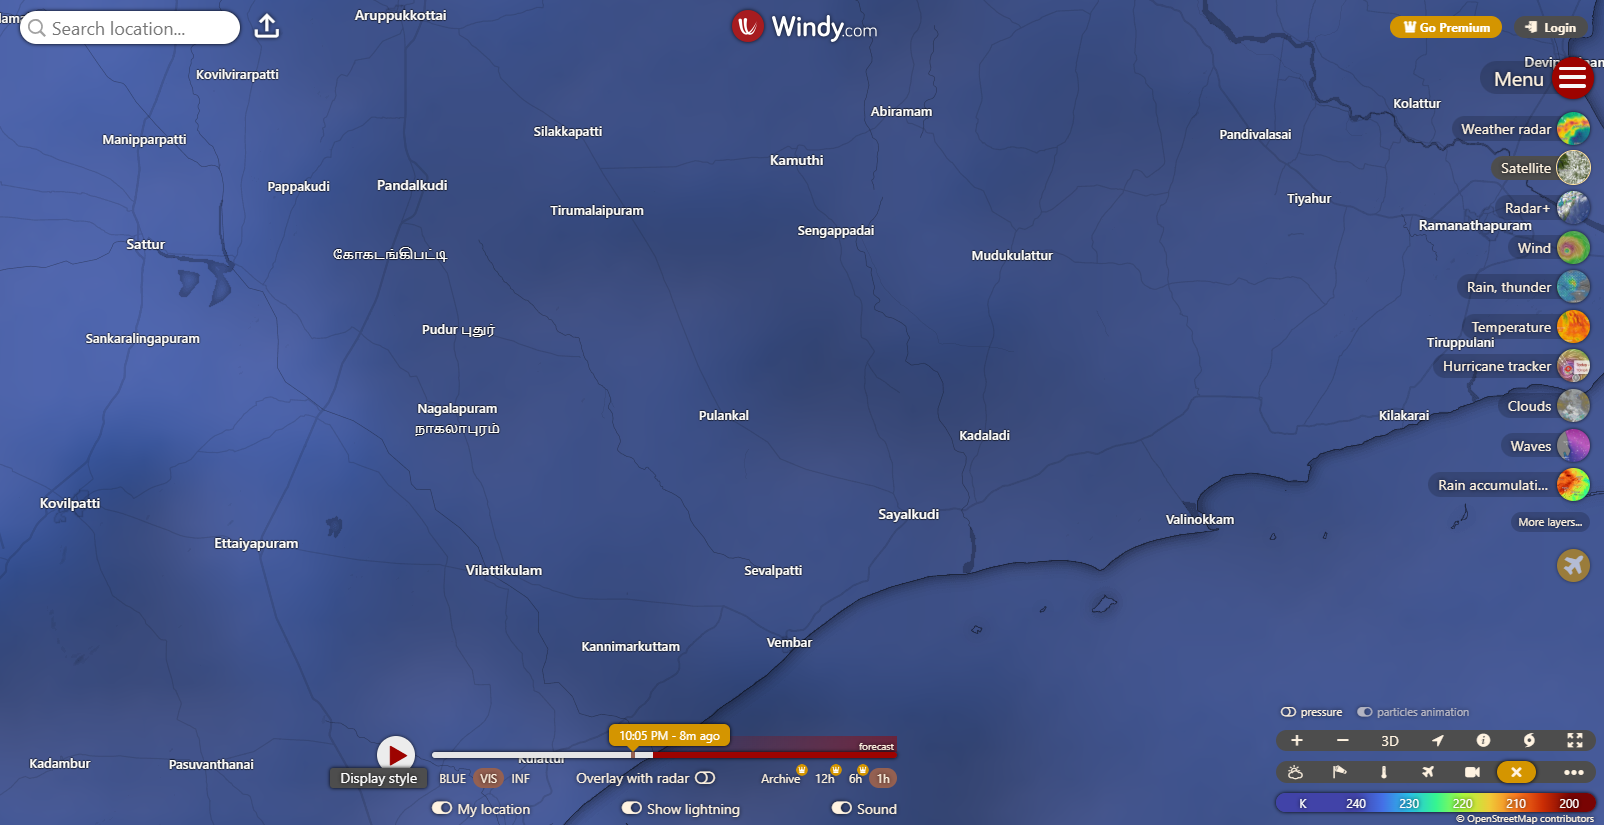 Aruppukkottai
Search location...
Windy.com
Go Premium
Login
Kovilvirarpatti
Menu
Kolattur
Abiramam
Weather radar
Silakkapatti
Pandivalasai
Manipparpatti
Kamuthi
Satellite
Pappakudi
Pandalkudi
Tiyahur
Radar+
Tirumalaipuram
Ramanathapuram
Sengappadai
Sattur
Wind
கோகடங்கிபட்டி
Mudukulattur
Rain, thunder
Temperature
Pudur புதுர்
Sankaralingapuram
Tiruppulani
Hurricane tracker
Nagalapuram
நாகலாபுரம்
Clouds
Pulankal
Kilakarai
Kadaladi
Waves
Rain accumulati...
Kovilpatti
Sayalkudi
Valinokkam
More layers...
Ettaiyapuram
Vilattikulam
Sevalpatti
Kannimarkuttam
Vembar
pressure
particles animation
10:05 PM - 8m ago
forecast
3D
Kadambur
Pasuvanthanai
Kulattur
Display style
BLUE
VIS
INF
Overlay with radar
Archive
12h
6h
1h
My location
Show lightning
Sound
K 240 230 220 210 200
© OpenStreetMap contributors